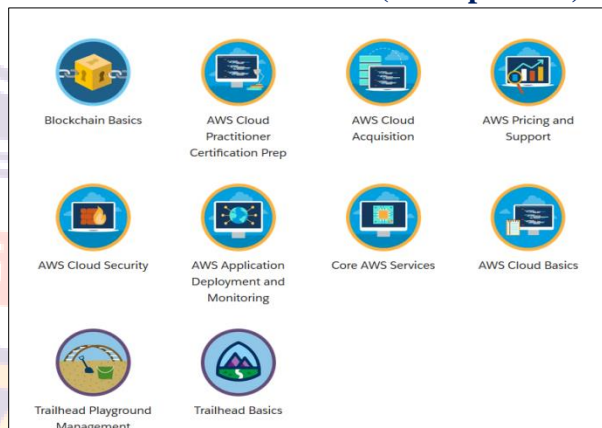 Blockchain Basics
AWS Cloud
Practitioner
Certification Prep
AWS Cloud
Acquisition
AWS Pricing and
Support
AWS Cloud Security
AWS Application
Deployment and
Monitoring
Core AWS Services
AWS Cloud Basics
Trailhead Playground
Management
Trailhead Basics